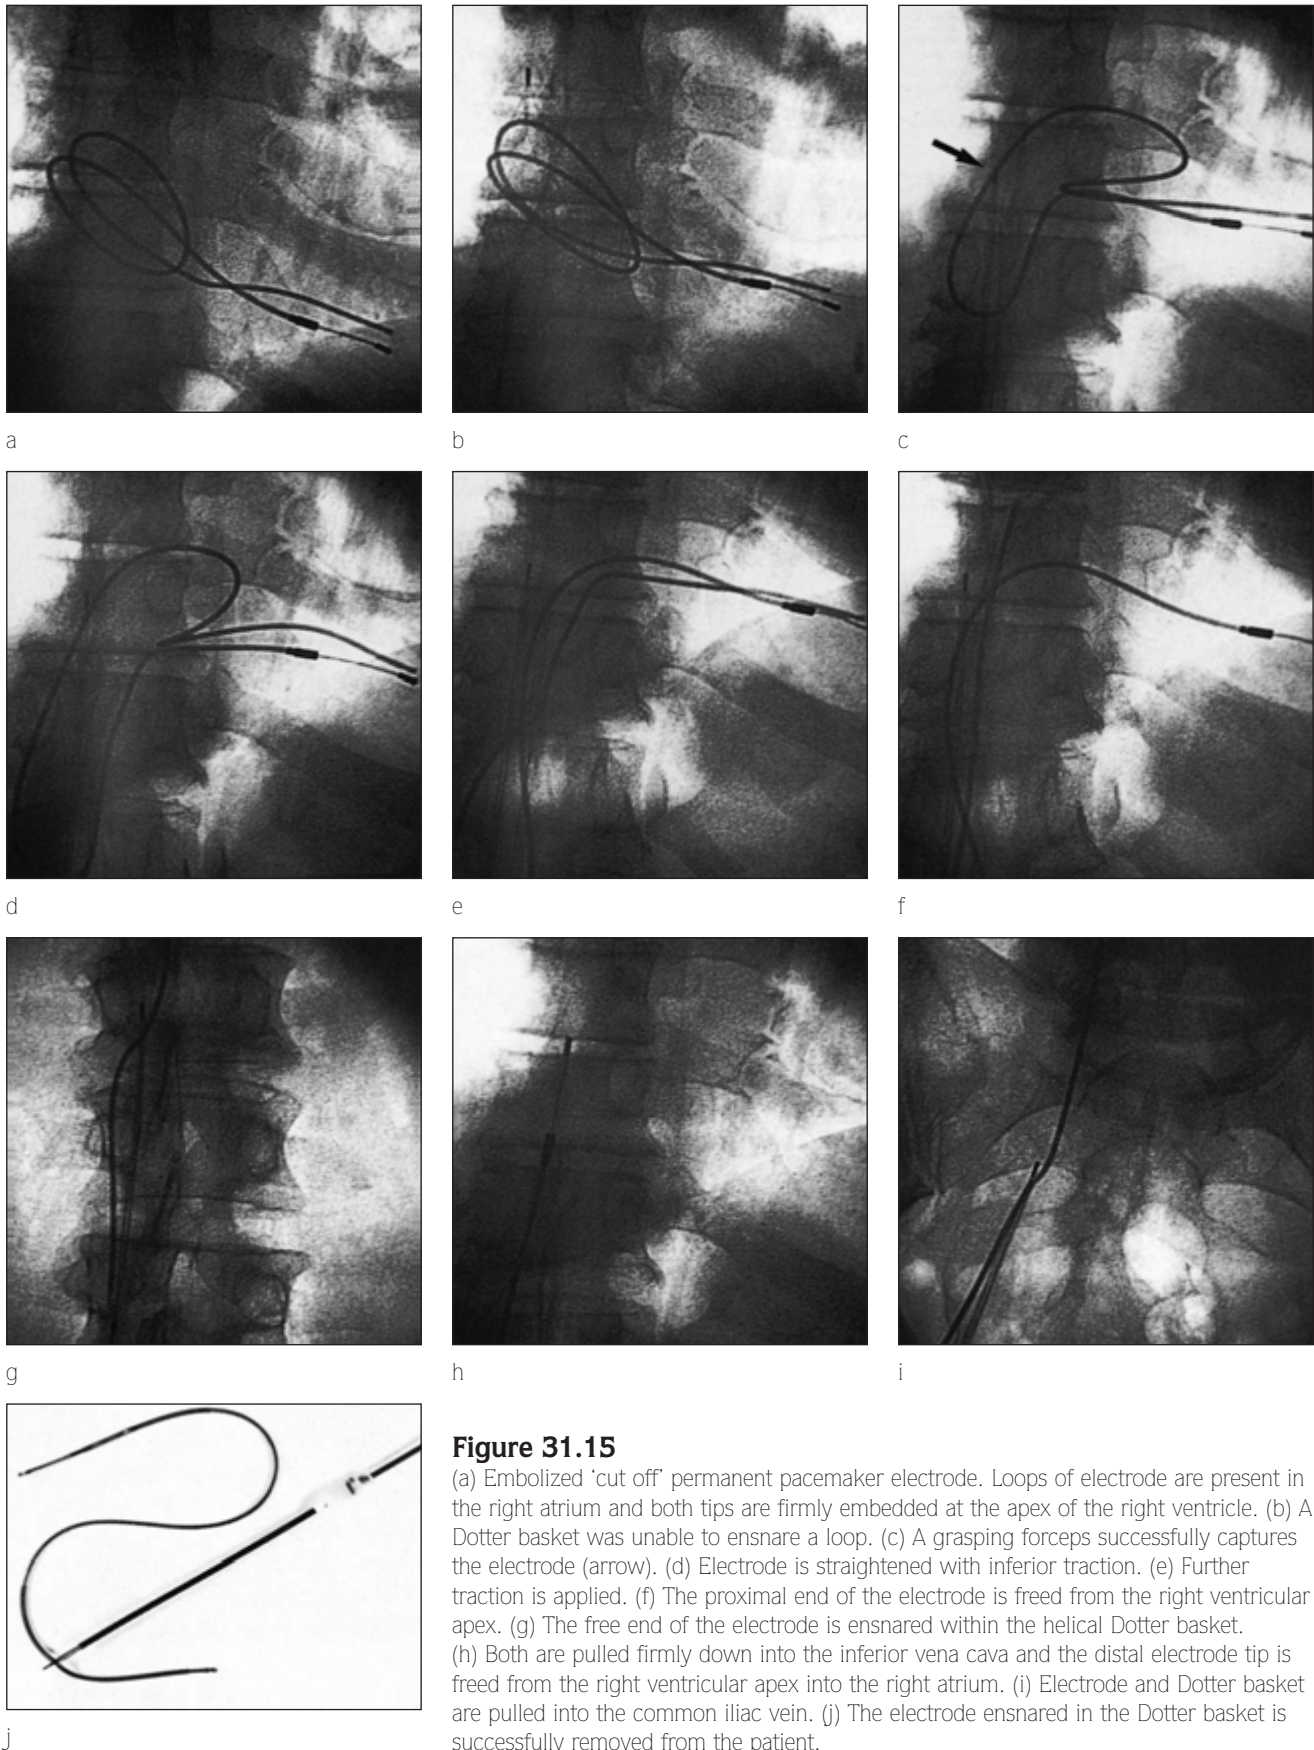 a
b
c
d
e
f
g
h
i
j
Figure 31.15
(a) Embolized ‘cut off’ permanent pacemaker electrode. Loops of electrode are present in
the right atrium and both tips are firmly embedded at the apex of the right ventricle. (b) A
Dotter basket was unable to ensnare a loop. (c) A grasping forceps successfully captures
the electrode (arrow). (d) Electrode is straightened with inferior traction. (e) Further
traction is applied. (f) The proximal end of the electrode is freed from the right ventricular
apex. (g) The free end of the electrode is ensnared within the helical Dotter basket.
(h) Both are pulled firmly down into the inferior vena cava and the distal electrode tip is
freed from the right ventricular apex into the right atrium. (i) Electrode and Dotter basket
are pulled into the common iliac vein. (j) The electrode ensnared in the Dotter basket is
successfully removed from the patient.